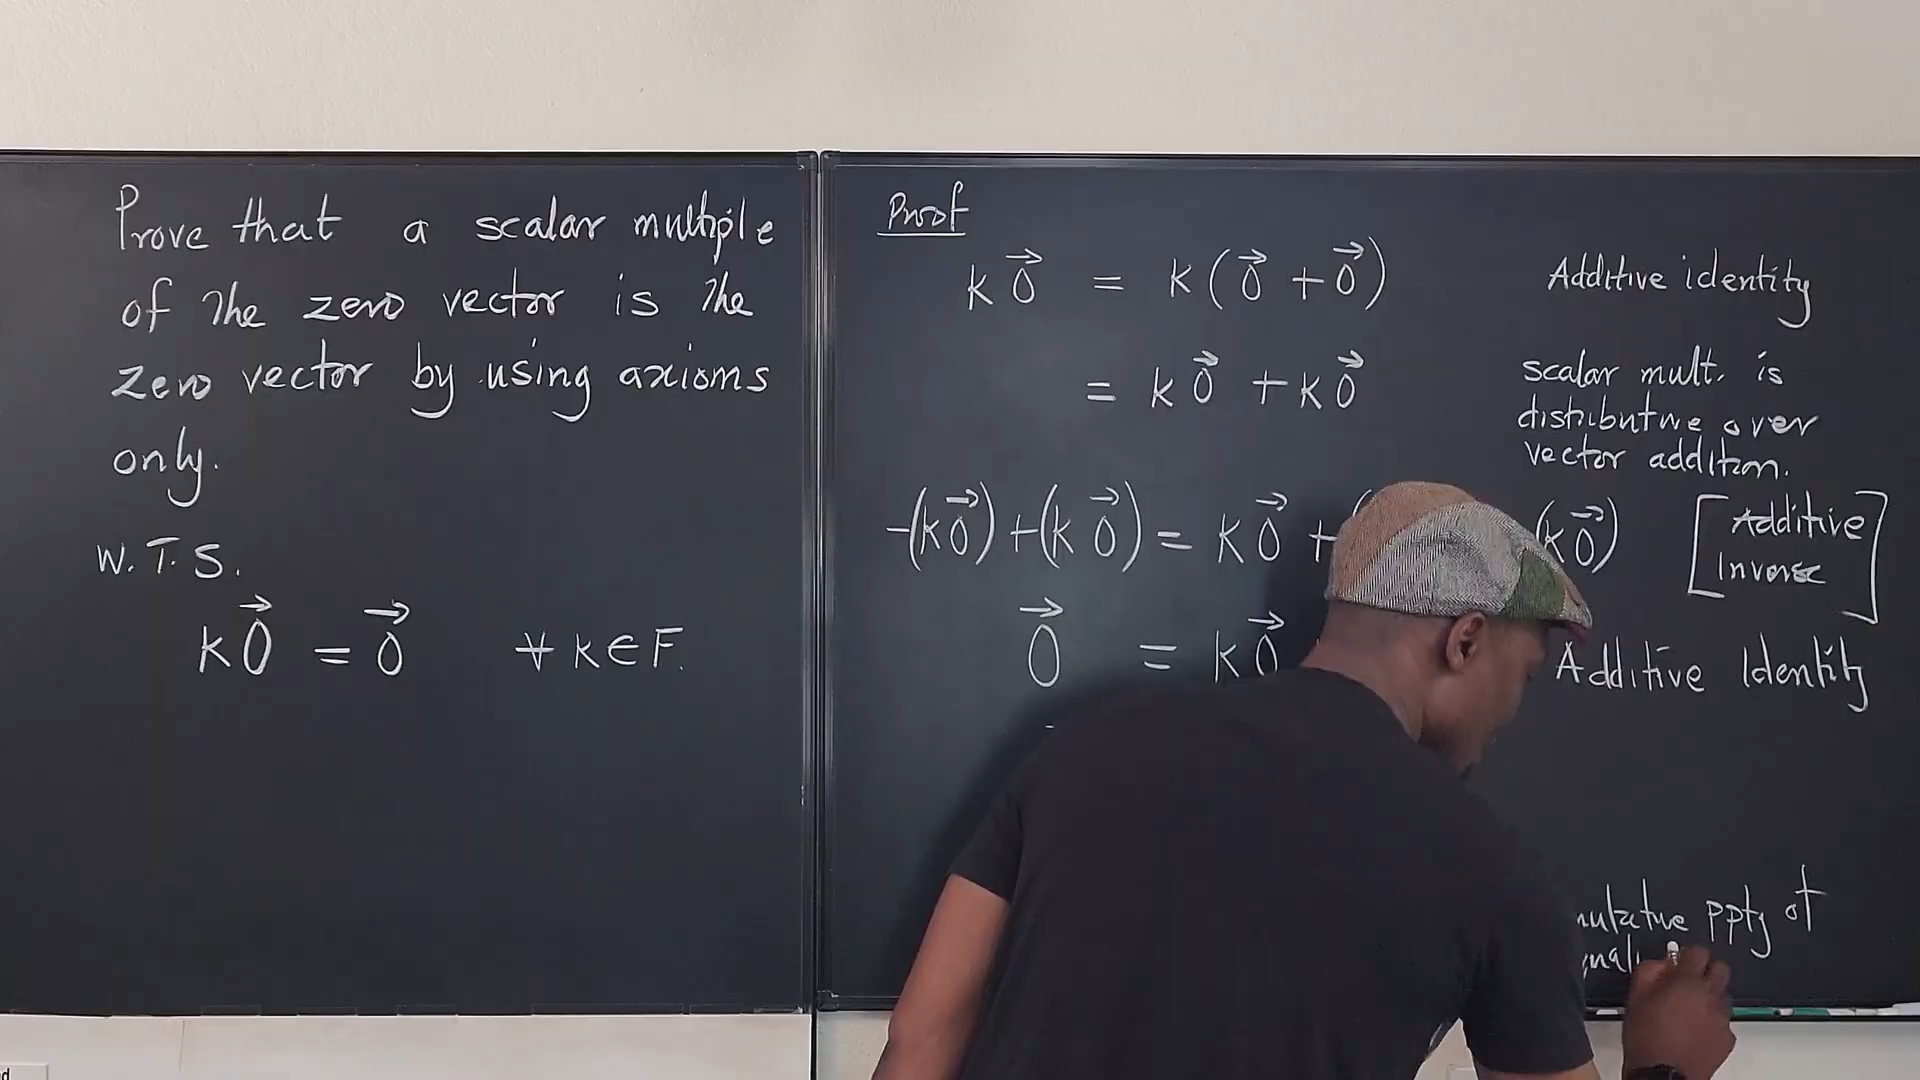 Prove that a scalar multiple
of the zero vector is the
zero vector by using axioms
only.
W.T.S.
k0⃗ = 0⃗ ∀ k ∈ F.
Proof
k0⃗ = k(0⃗ + 0⃗) Additive identity
= k0⃗ + k0⃗ scalar mult. is
distributive over
vector addition.
-(k0⃗) + (k0⃗) = k0⃗ + (k0⃗) [Additive
Inverse]
0⃗ = k0⃗ Additive Identity
ppty of